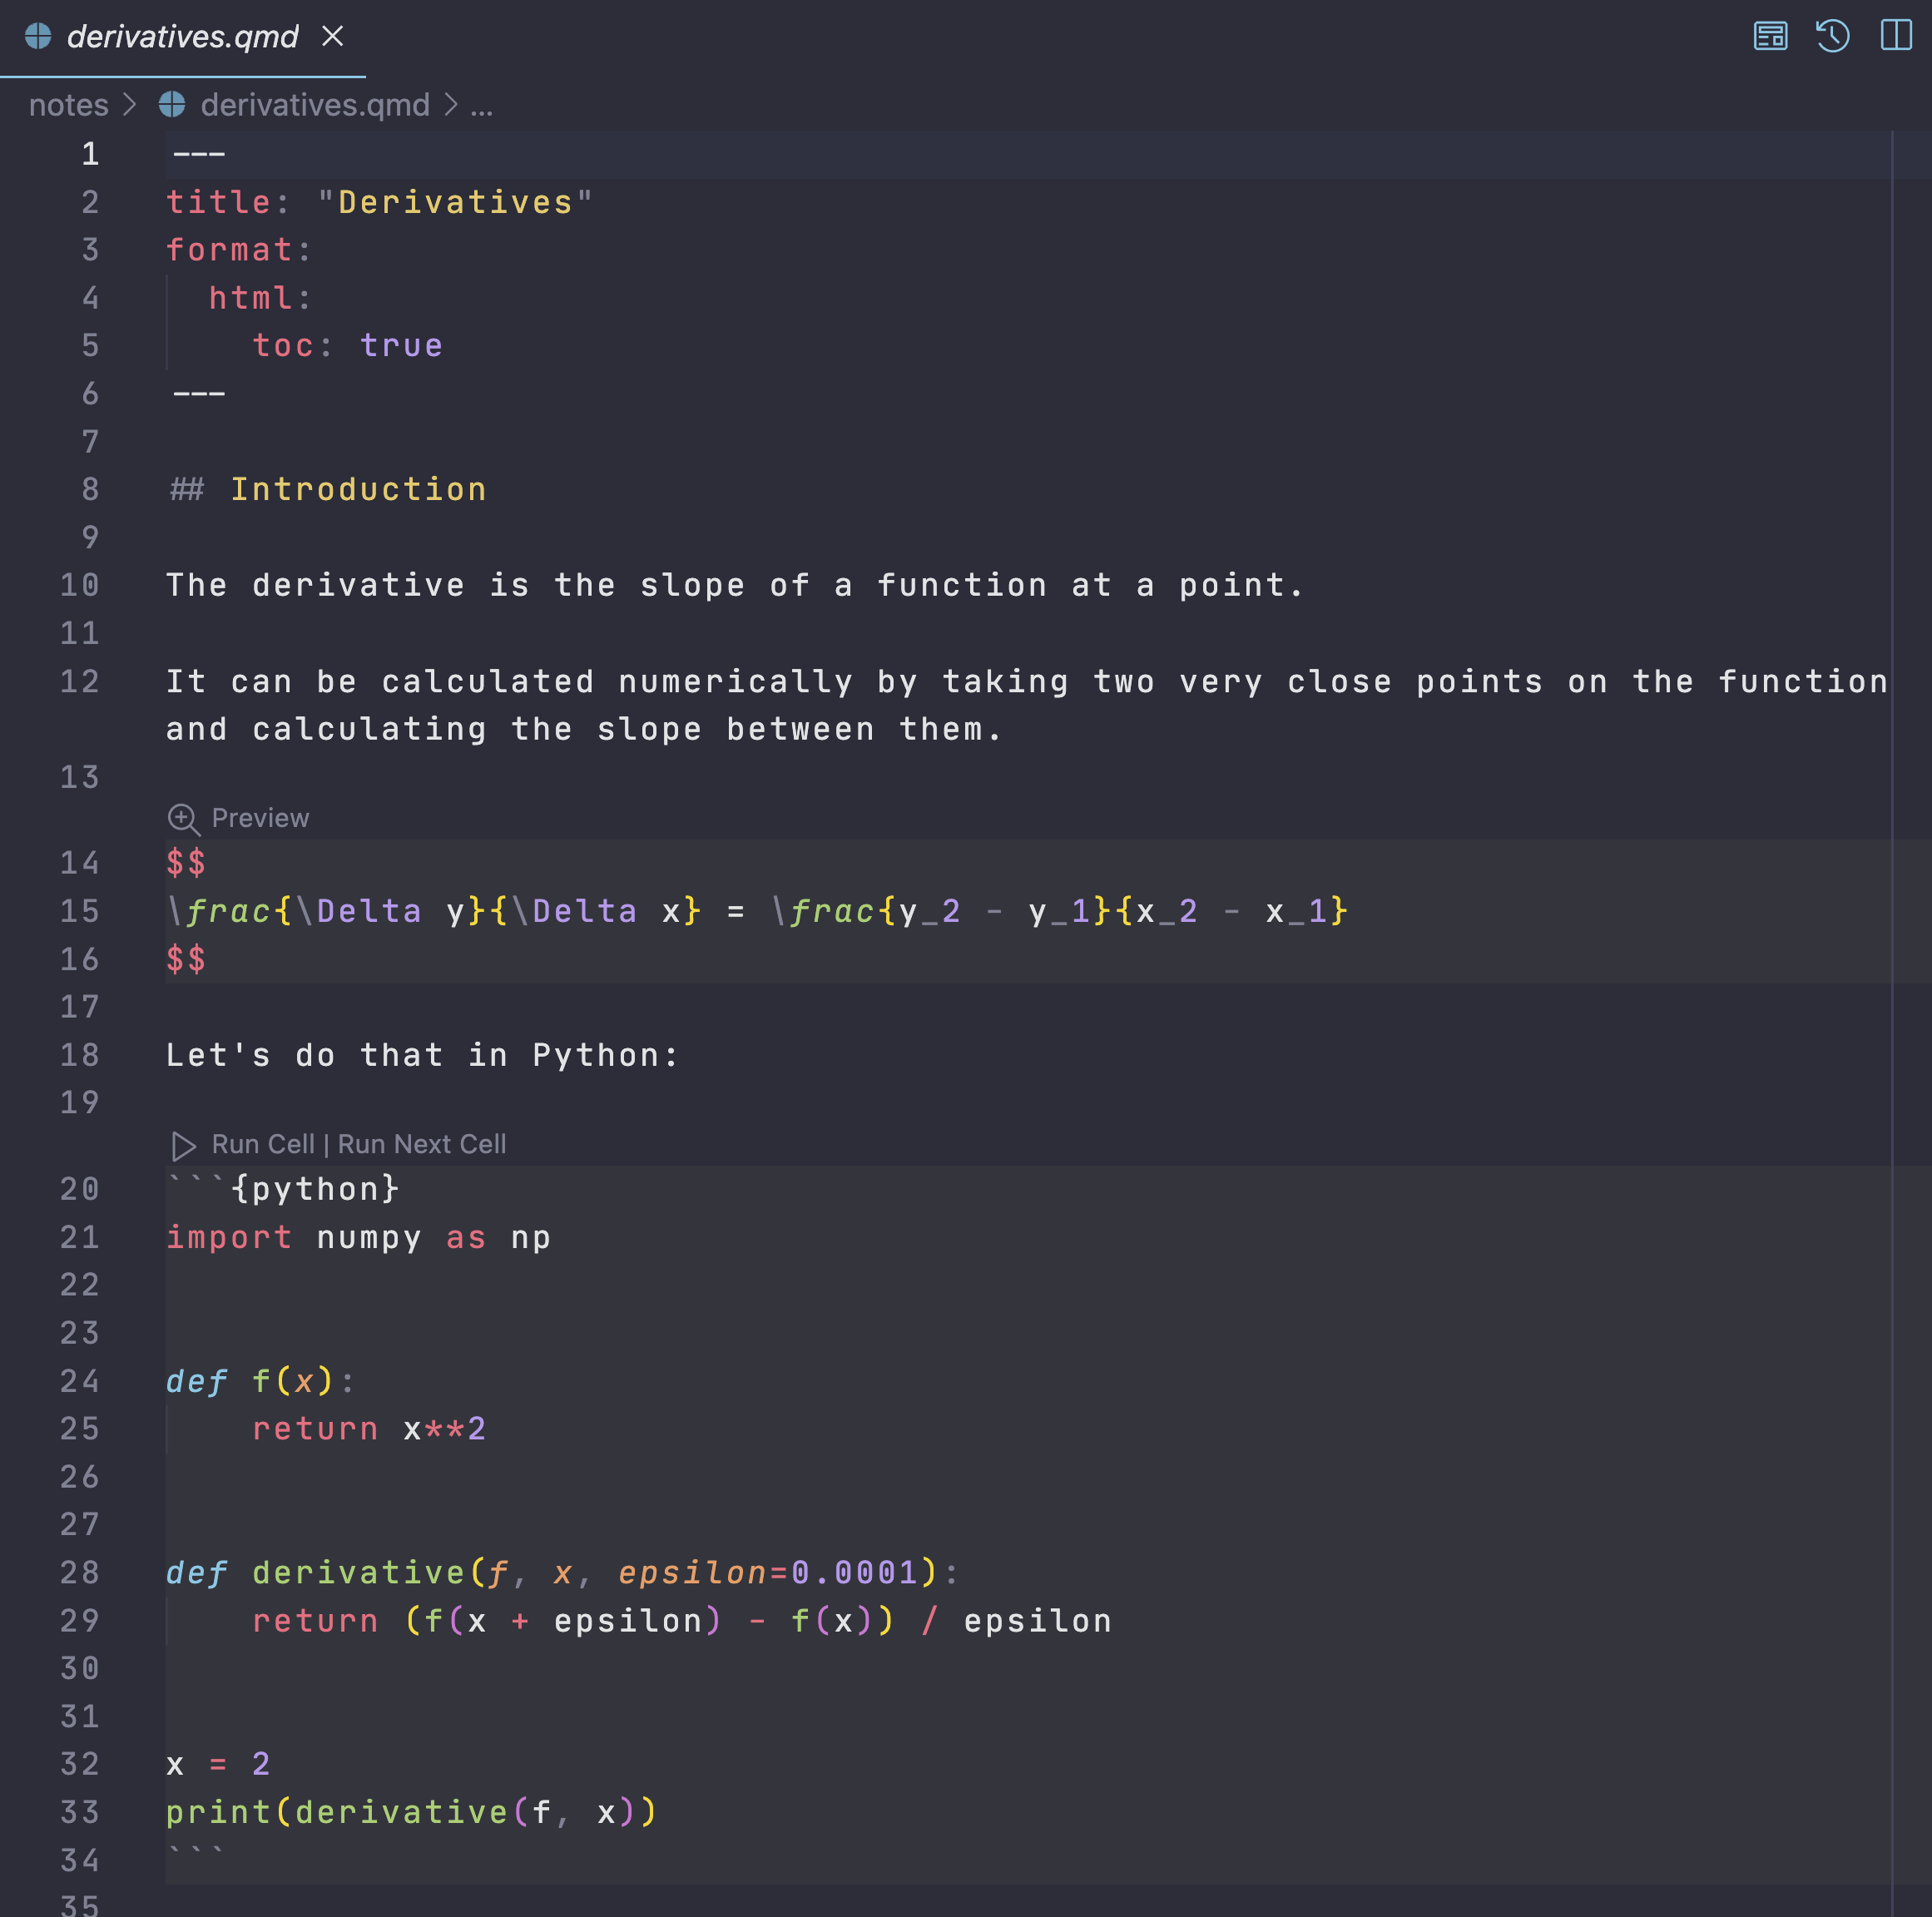 derivatives.qmd
notes > derivatives.qmd > ...
1 ---
2 title: "Derivatives"
3 format:
4   html:
5     toc: true
6 ---
7
8 ## Introduction
9
10 The derivative is the slope of a function at a point.
11
12 It can be calculated numerically by taking two very close points on the function
and calculating the slope between them.
13
Preview
14 $$
15 \frac{\Delta y}{\Delta x} = \frac{y_2 - y_1}{x_2 - x_1}
16 $$
17
18 Let's do that in Python:
19
Run Cell | Run Next Cell
20 ```{python}
21 import numpy as np
22
23
24 def f(x):
25     return x**2
26
27
28 def derivative(f, x, epsilon=0.0001):
29     return (f(x + epsilon) - f(x)) / epsilon
30
31
32 x = 2
33 print(derivative(f, x))
34 ```
35